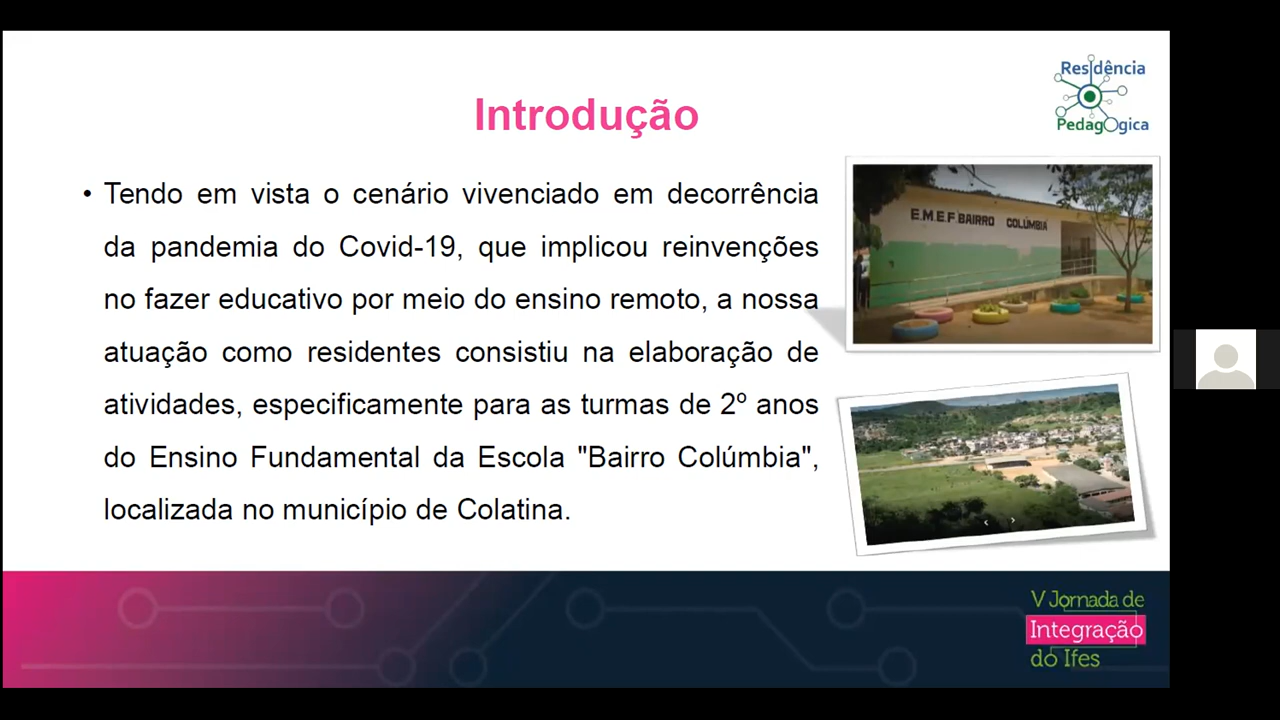 Residência
Pedagógica
Introdução
• Tendo em vista o cenário vivenciado em decorrência
da pandemia do Covid-19, que implicou reinvenções
no fazer educativo por meio do ensino remoto, a nossa
atuação como residentes consistiu na elaboração de
atividades, especificamente para as turmas de 2º anos
do Ensino Fundamental da Escola "Bairro Colúmbia",
localizada no município de Colatina.
E.M.E.F BAIRRO COLÚMBIA
V Jornada de
Integração
do Ifes